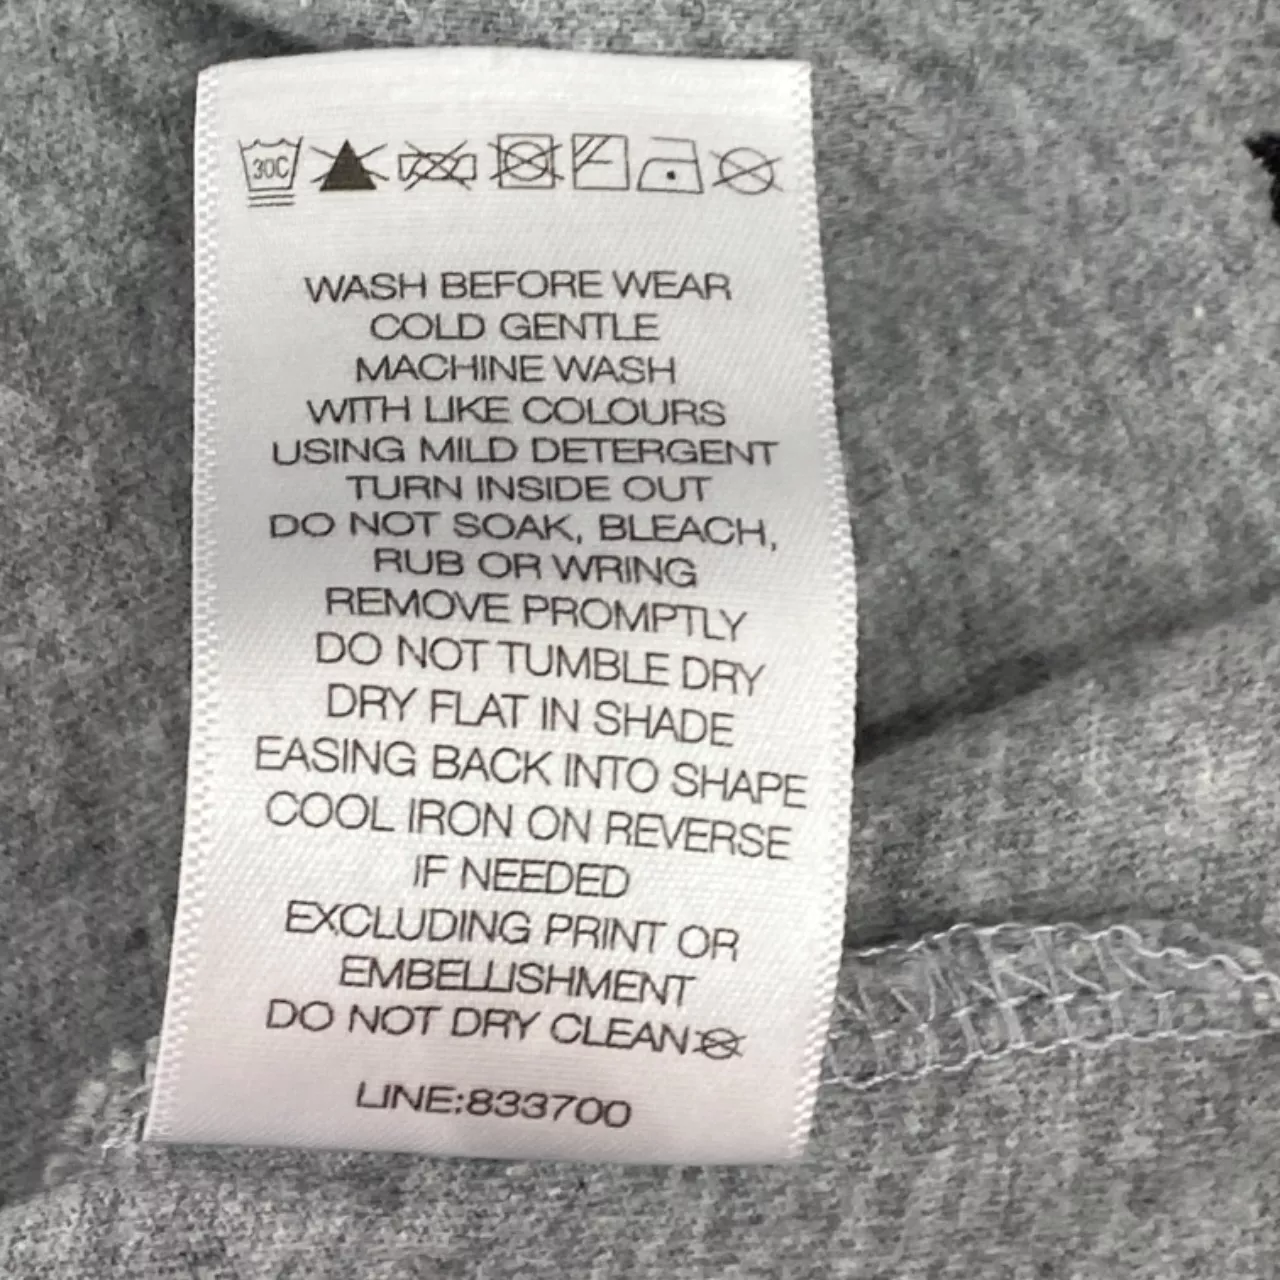 30C
WASH BEFORE WEAR
COLD GENTLE
MACHINE WASH
WITH LIKE COLOURS
USING MILD DETERGENT
TURN INSIDE OUT
DO NOT SOAK, BLEACH,
RUB OR WRING
REMOVE PROMPTLY
DO NOT TUMBLE DRY
DRY FLAT IN SHADE
EASING BACK INTO SHAPE
COOL IRON ON REVERSE
IF NEEDED
EXCLUDING PRINT OR
EMBELLISHMENT
DO NOT DRY CLEAN
LINE:833700